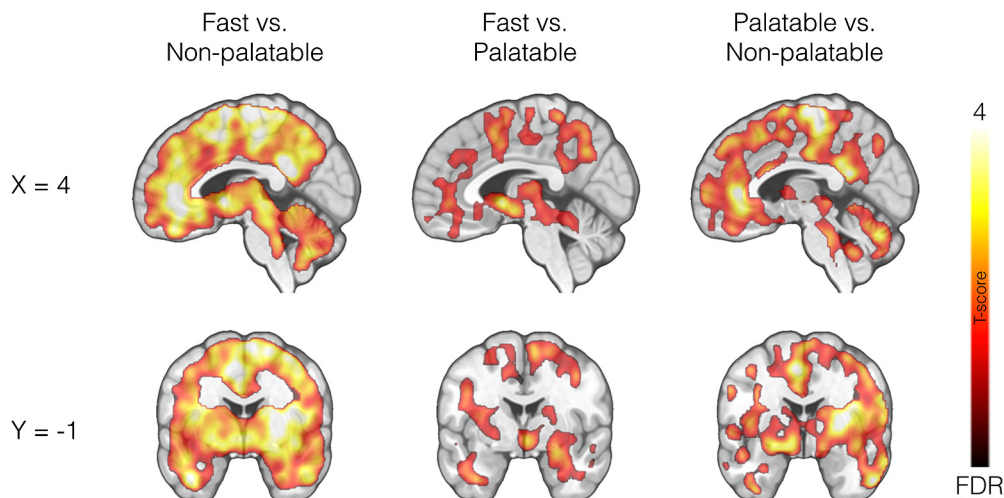 Fast vs.
Non-palatable
Fast vs.
Palatable
Palatable vs.
Non-palatable
4
X = 4
T-score
Y = -1
FDR